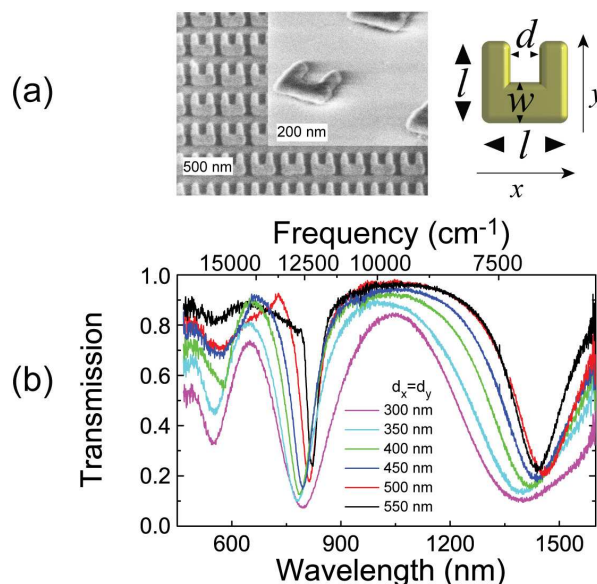 (a)
500 nm
200 nm
d
l
w
l
x
y
(b)
Frequency (cm-1)
15000 12500 10000 7500
Transmission
1.0
0.8
0.6
0.4
0.2
0.0
dx=dy
300 nm
350 nm
400 nm
450 nm
500 nm
550 nm
600 900 1200 1500
Wavelength (nm)